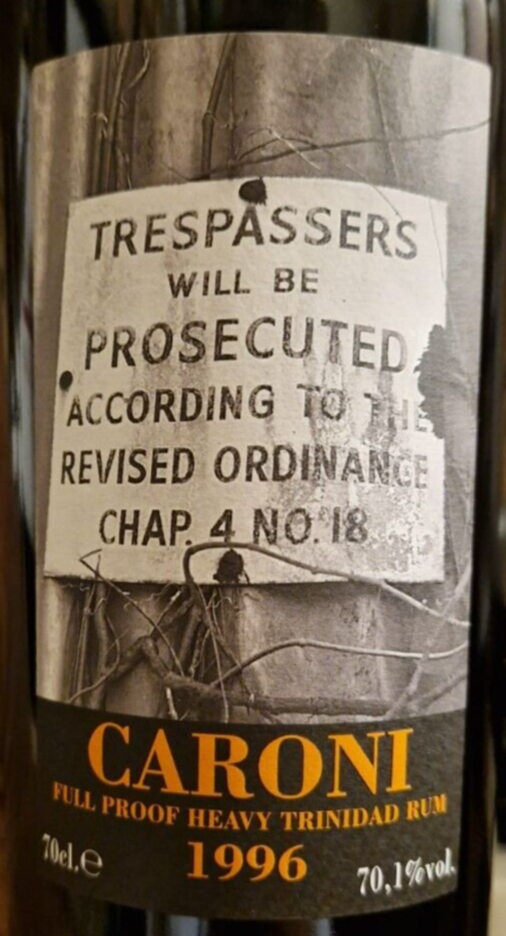 TRESPASSERS
WILL BE
PROSECUTED
ACCORDING TO THE
REVISED ORDINANCE
CHAP. 4 NO. 18
CARONI
FULL PROOF HEAVY TRINIDAD RUM
70cl.℮ 1996 70,1%vol.